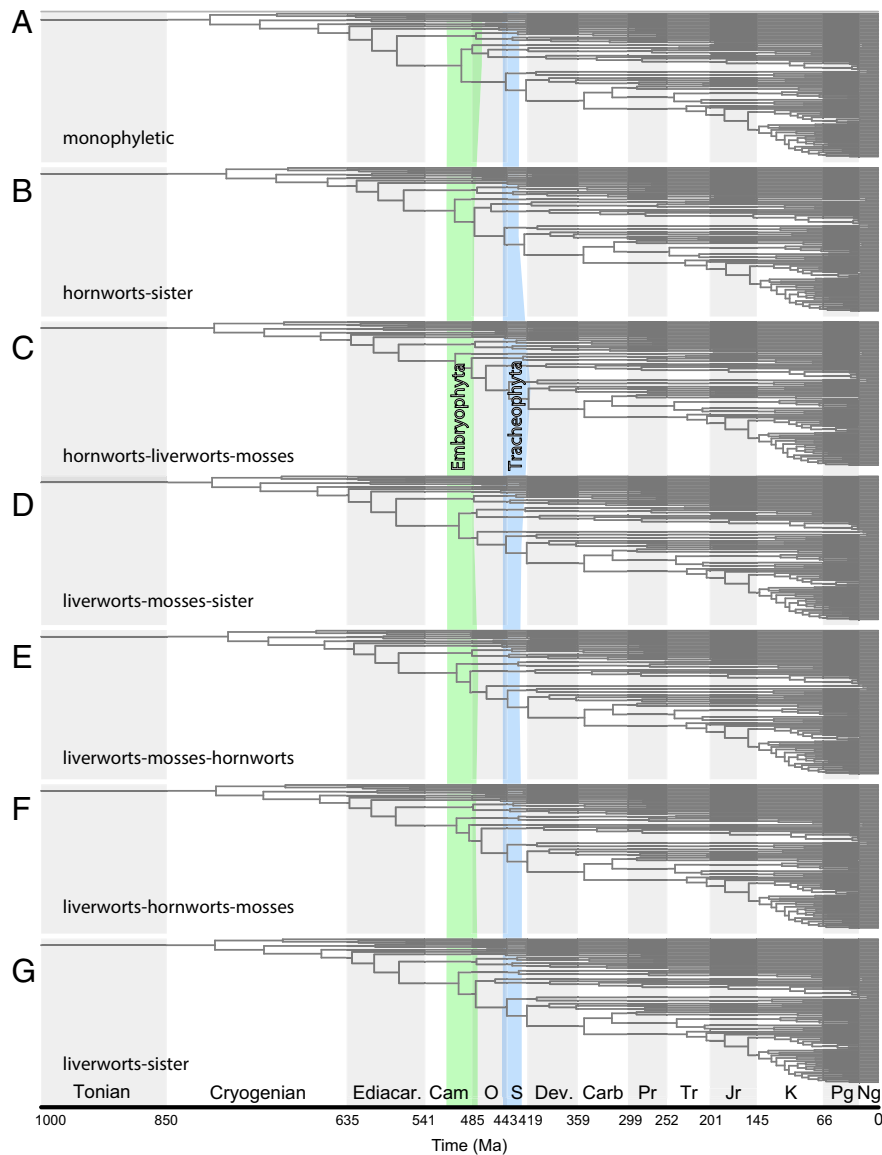 A
monophyletic
B
hornworts-sister
C
Embryophyta
Tracheophyta
hornworts-liverworts-mosses
D
liverworts-mosses-sister
E
liverworts-mosses-hornworts
F
liverworts-hornworts-mosses
G
liverworts-sister
Tonian Cryogenian Ediacar. Cam O S Dev. Carb Pr Tr Jr K Pg Ng
1000 850 635 541 485 443 419 359 299 252 201 145 66 0
Time (Ma)